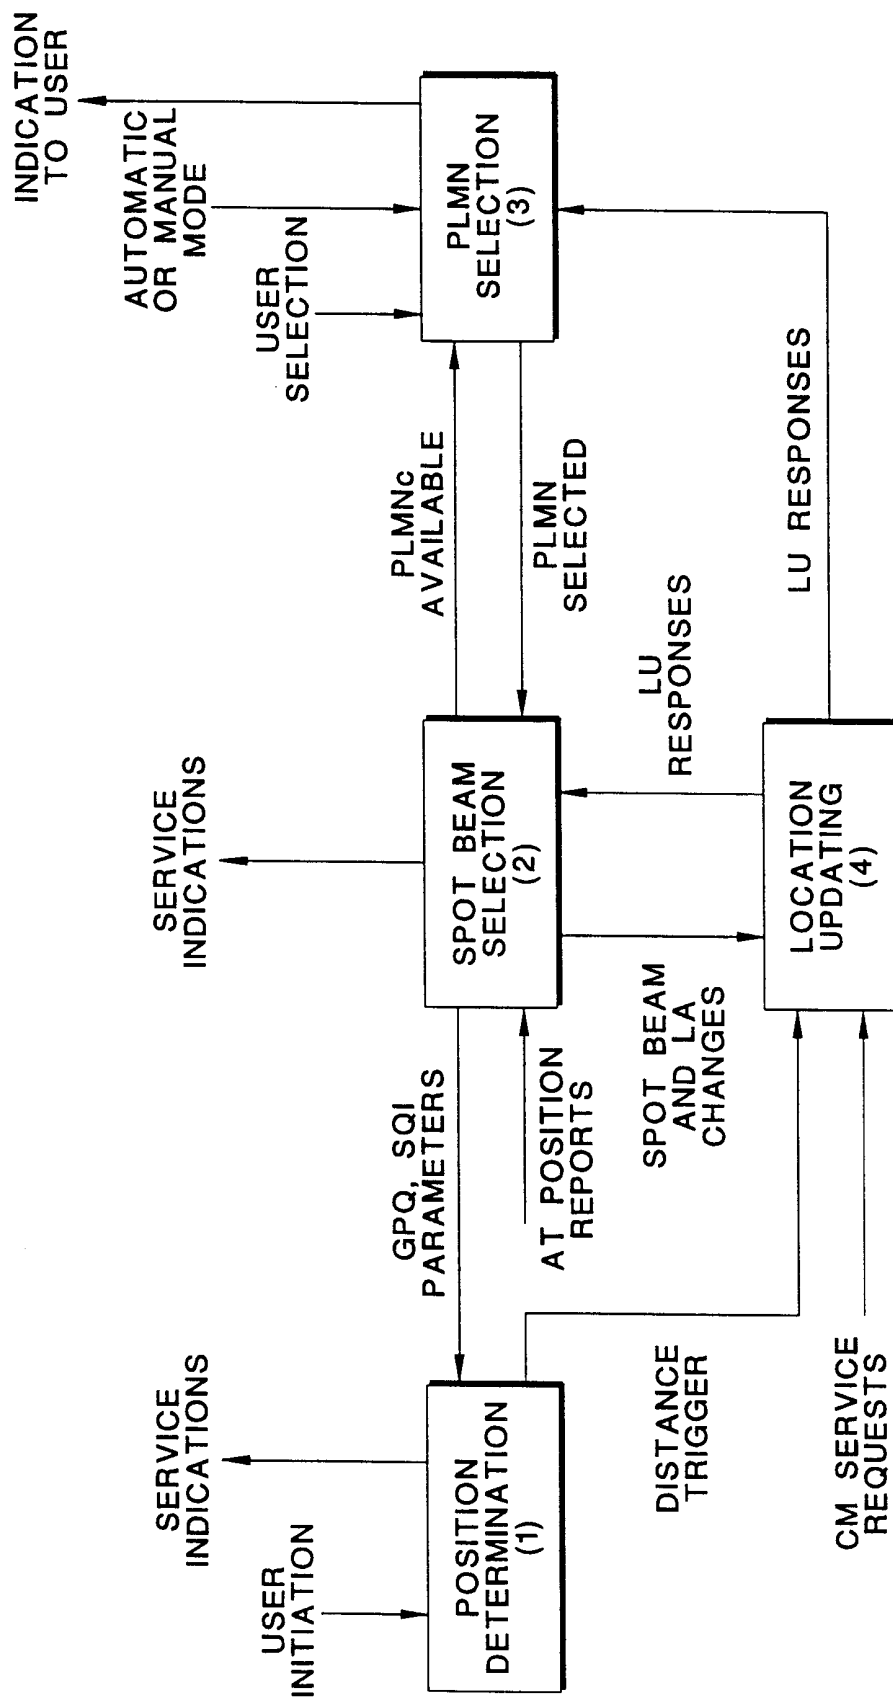 SERVICE
INDICATIONS
USER
INITIATION
POSITION
DETERMINATION
(1)
GPQ, SQI
PARAMETERS
AT POSITION
REPORTS
DISTANCE
TRIGGER
CM SERVICE
REQUESTS
SERVICE
INDICATIONS
SPOT BEAM
SELECTION
(2)
SPOT BEAM
AND LA
CHANGES
LU
RESPONSES
LOCATION
UPDATING
(4)
PLMNc
AVAILABLE
PLMN
SELECTED
LU RESPONSES
INDICATION
TO USER
AUTOMATIC
OR MANUAL
MODE
USER
SELECTION
PLMN
SELECTION
(3)